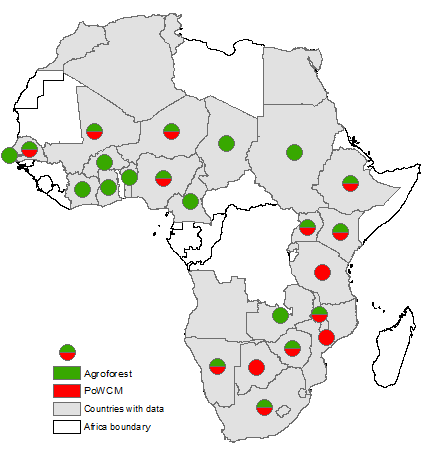 Agroforest
PoWCM
Countries with data
Africa boundary